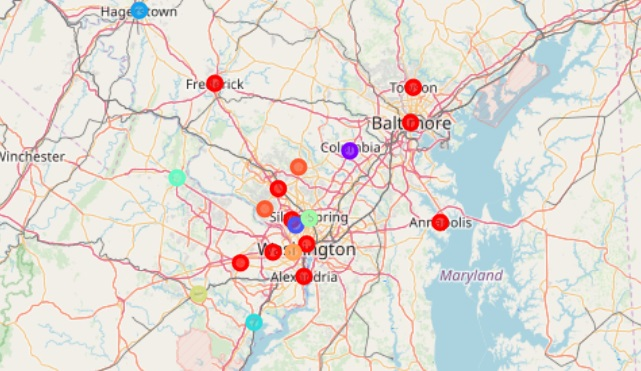 Hagerstown
Frederick
Towson
Baltimore
Columbia
Winchester
Silver Spring
Annapolis
Washington
Alexandria
Maryland